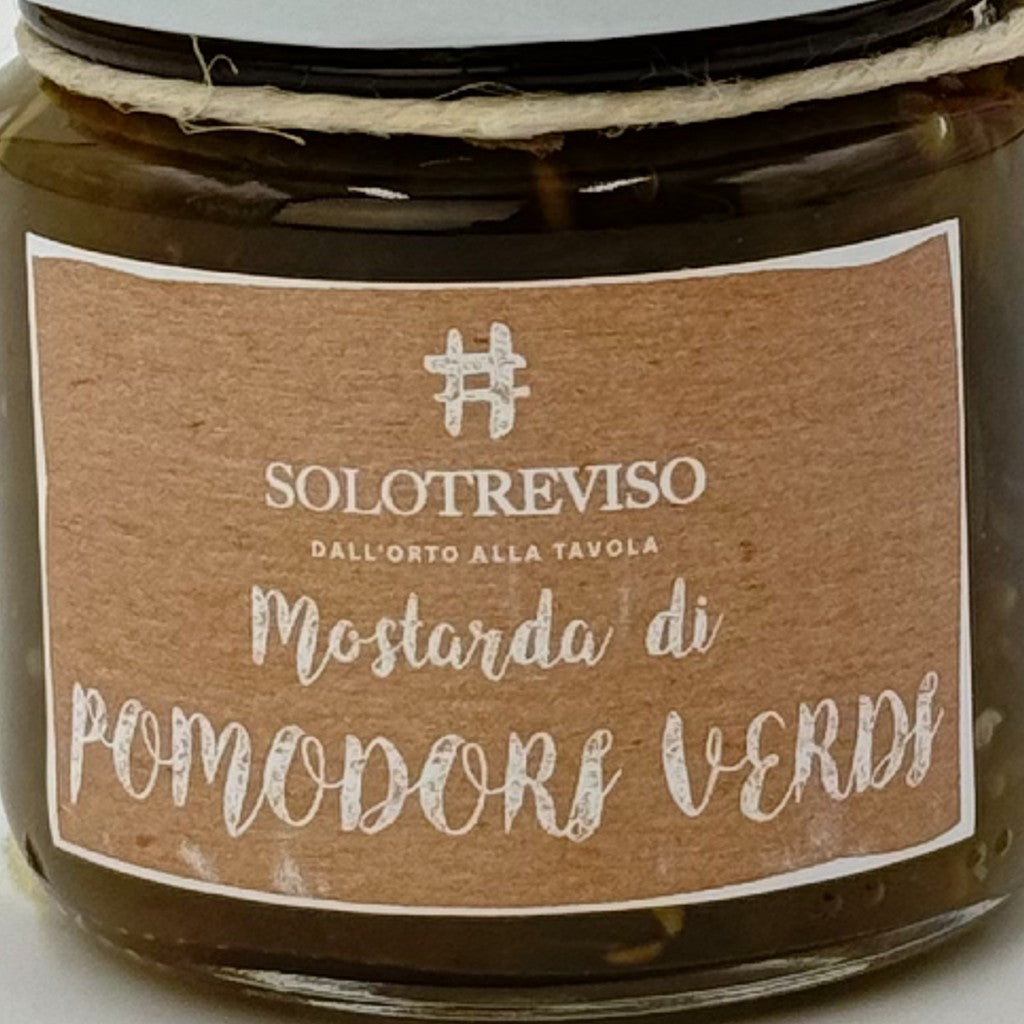 #
SOLOTREVISO
DALL'ORTO ALLA TAVOLA
Mostarda di
POMODORI VERDI